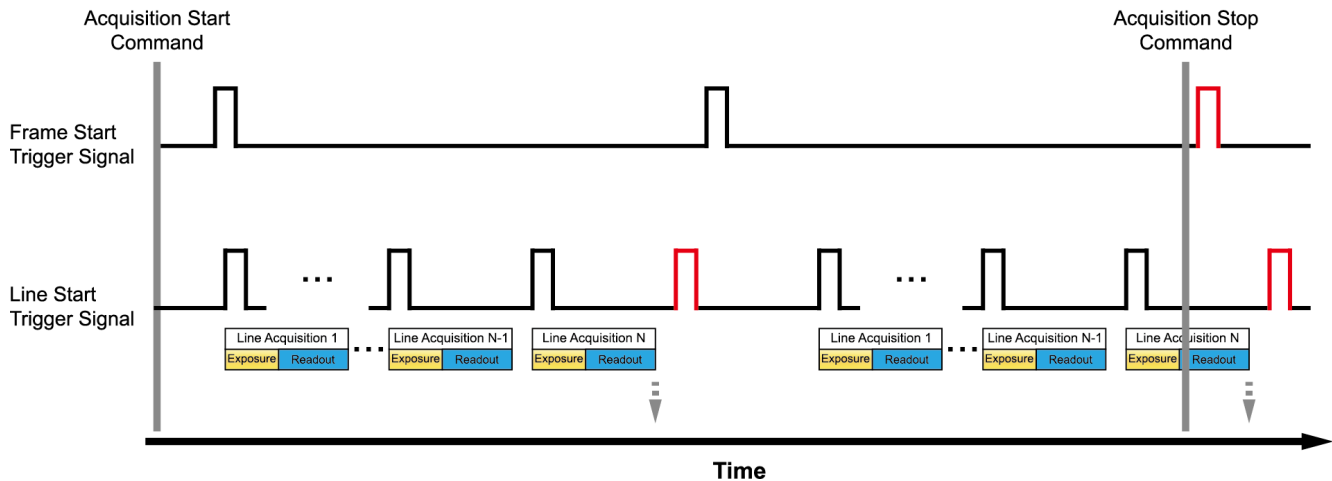 Acquisition Start
Command
Acquisition Stop
Command
Frame Start
Trigger Signal
Line Start
Trigger Signal
...
...
Line Acquisition 1
Exposure Readout
...
Line Acquisition N-1
Exposure Readout
Line Acquisition N
Exposure Readout
Line Acquisition 1
Exposure Readout
...
Line Acquisition N-1
Exposure Readout
Line Acquisition N
Exposure Readout
Time